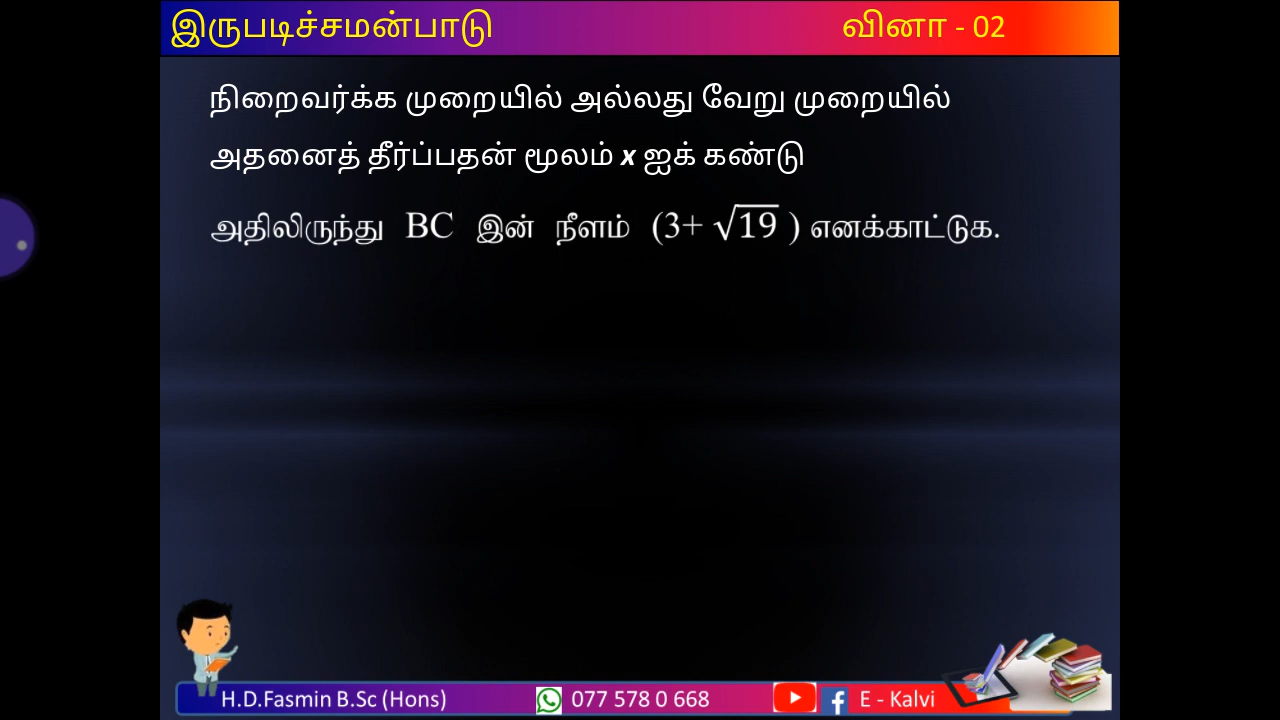 இருபடிச்சமன்பாடு வினா - 02
நிறைவர்க்க முறையில் அல்லது வேறு முறையில்
அதனைத் தீர்ப்பதன் மூலம் x ஐக் கண்டு
அதிலிருந்து BC இன் நீளம் (3+ √19 ) எனக்காட்டுக.
H.D.Fasmin B.Sc (Hons) 077 578 0 668 E - Kalvi